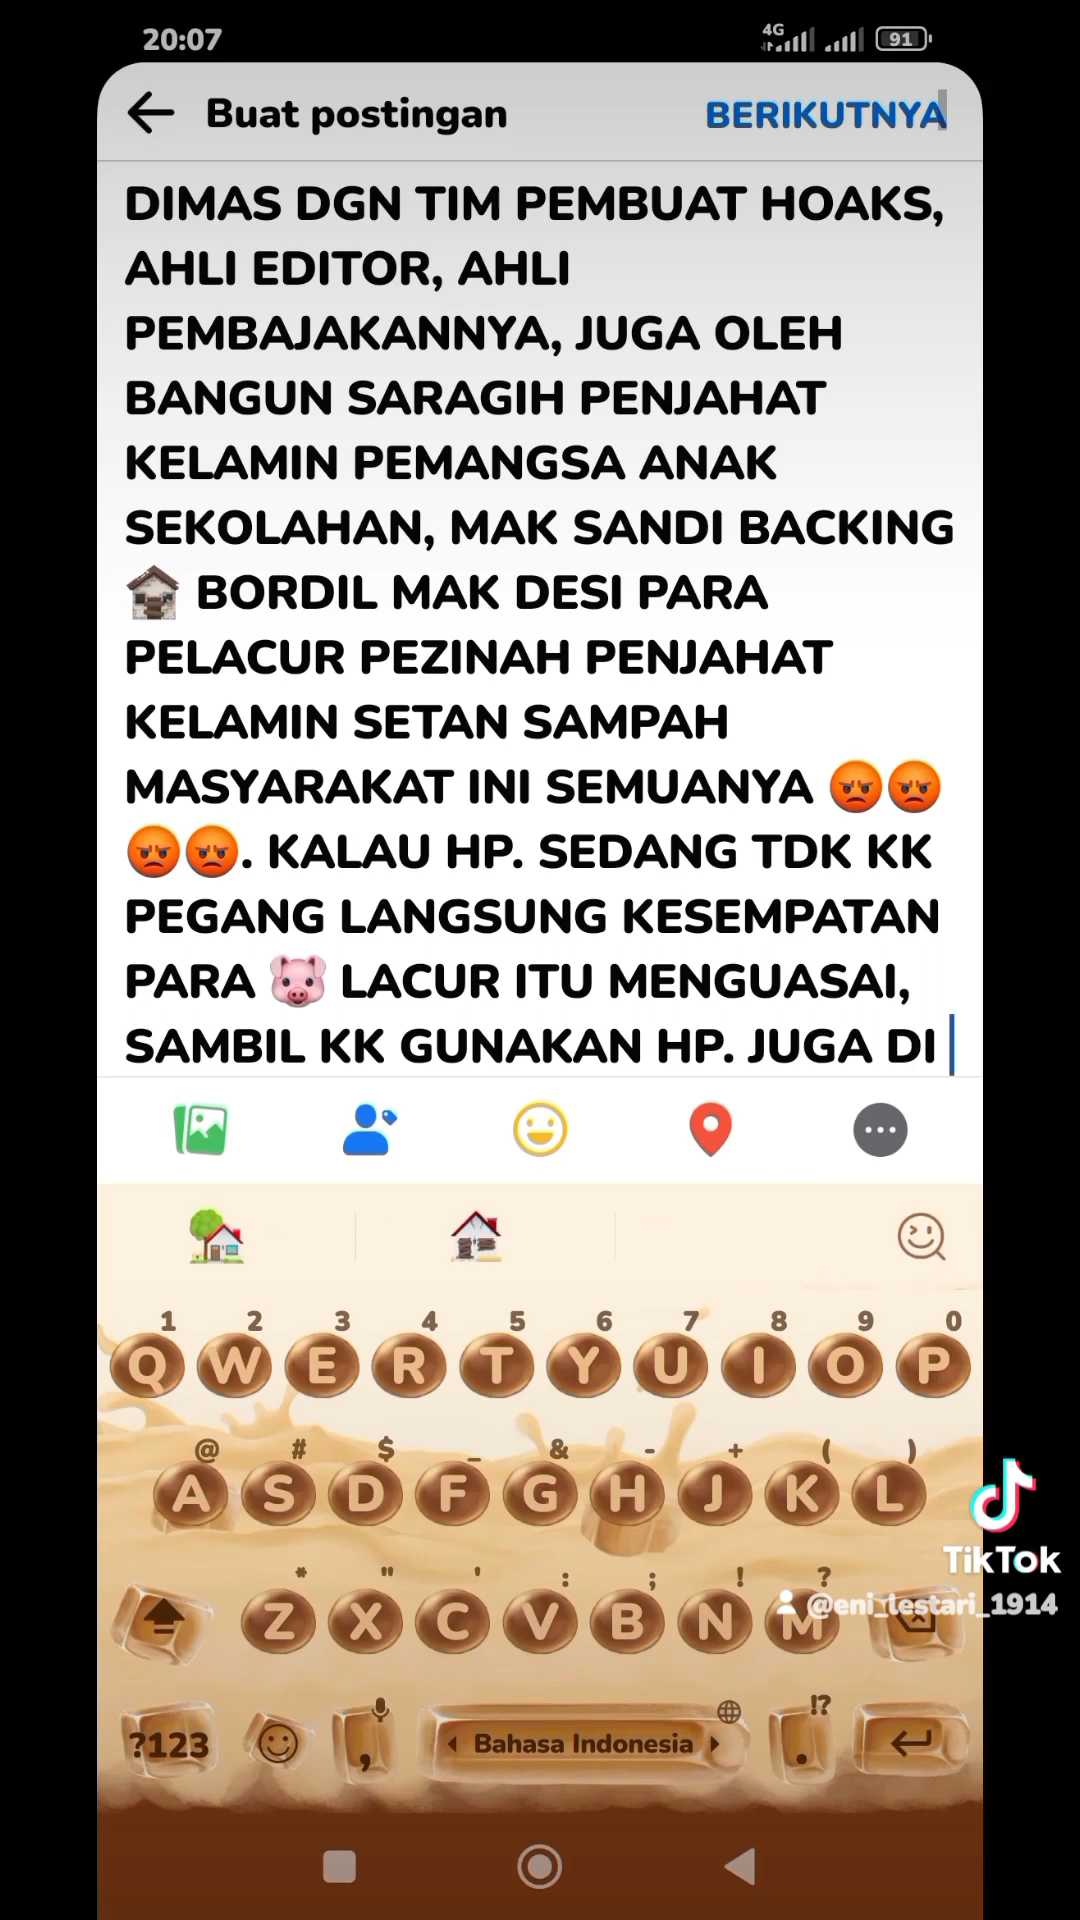 20:07
4G
91
Buat postingan
BERIKUTNYA
DIMAS DGN TIM PEMBUAT HOAKS,
AHLI EDITOR, AHLI
PEMBAJAKANNYA, JUGA OLEH
BANGUN SARAGIH PENJAHAT
KELAMIN PEMANGSA ANAK
SEKOLAHAN, MAK SANDI BACKING
🏚 BORDIL MAK DESI PARA
PELACUR PEZINAH PENJAHAT
KELAMIN SETAN SAMPAH
MASYARAKAT INI SEMUANYA 😡😡
😡😡. KALAU HP. SEDANG TDK KK
PEGANG LANGSUNG KESEMPATAN
PARA 🐷 LACUR ITU MENGUASAI,
SAMBIL KK GUNAKAN HP. JUGA DI
1 2 3 4 5 6 7 8 9 0
Q W E R T Y U I O P
@ # $ _ & - + ( )
A S D F G H J K L
* " ' : ; ! ?
Z X C V B N M
TikTok
@eni_lestari_1914
!?
?123 , Bahasa Indonesia .